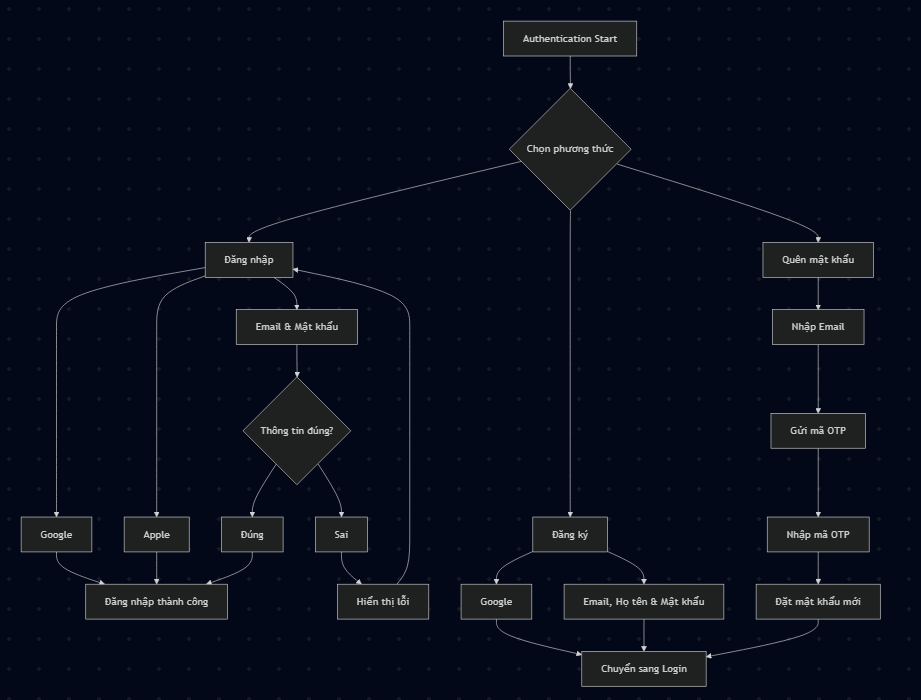 Authentication Start
Chọn phương thức
Đăng nhập
Quên mật khẩu
Email & Mật khẩu
Nhập Email
Thông tin đúng?
Gửi mã OTP
Google
Apple
Đúng
Sai
Đăng ký
Nhập mã OTP
Đăng nhập thành công
Hiển thị lỗi
Google
Email, Họ tên & Mật khẩu
Đặt mật khẩu mới
Chuyển sang Login